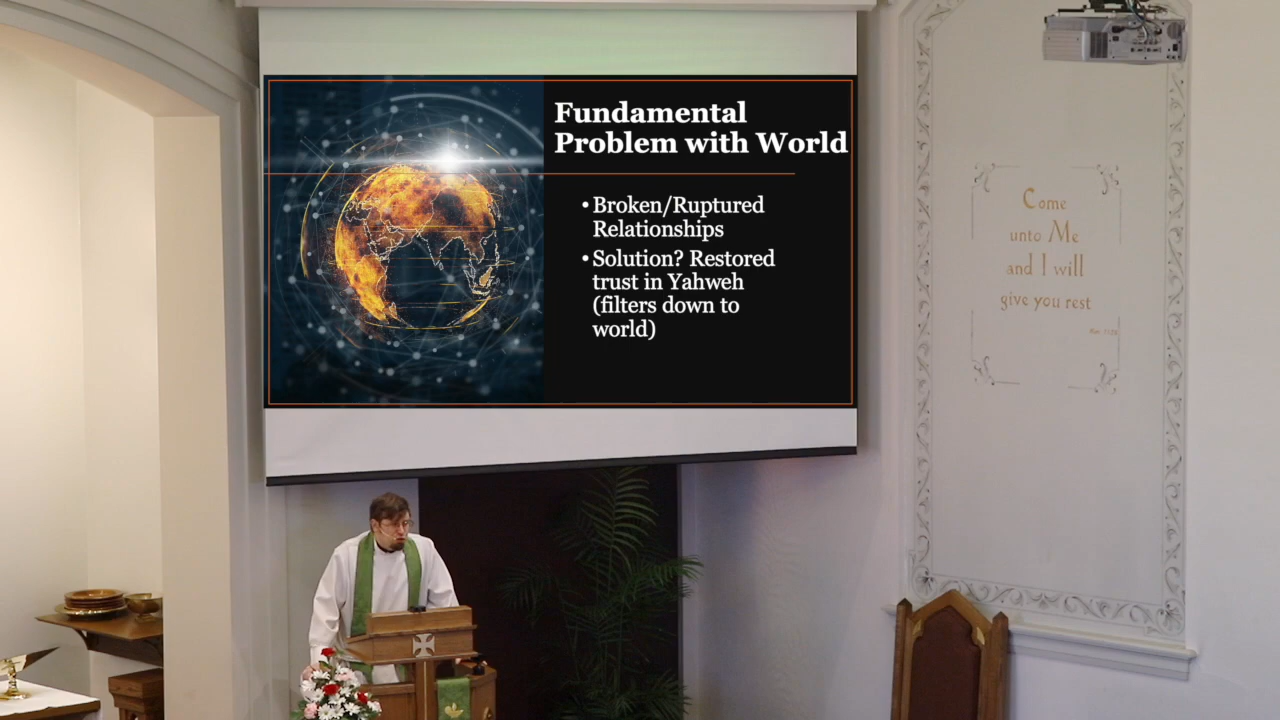 Fundamental
Problem with World
• Broken/Ruptured
Relationships
• Solution? Restored
trust in Yahweh
(filters down to
world)
Come
unto Me
and I will
give you rest